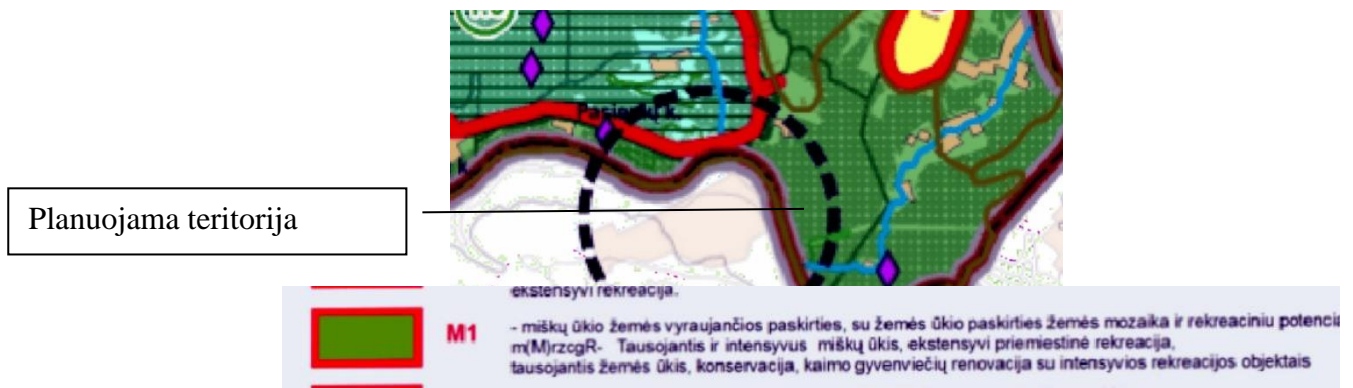 Planuojama teritorija
ekstensyvi rekreacija.
M1
- miškų ūkio žemės vyraujančios paskirties, su žemės ūkio paskirties žemės mozaika ir rekreaciniu potencia
m(M)rzcgR- Tausojantis ir intensyvus miškų ūkis, ekstensyvi priemiestinė rekreacija,
tausojantis žemės ūkis, konservacija, kaimo gyvenviečių renovacija su intensyvios rekreacijos objektais